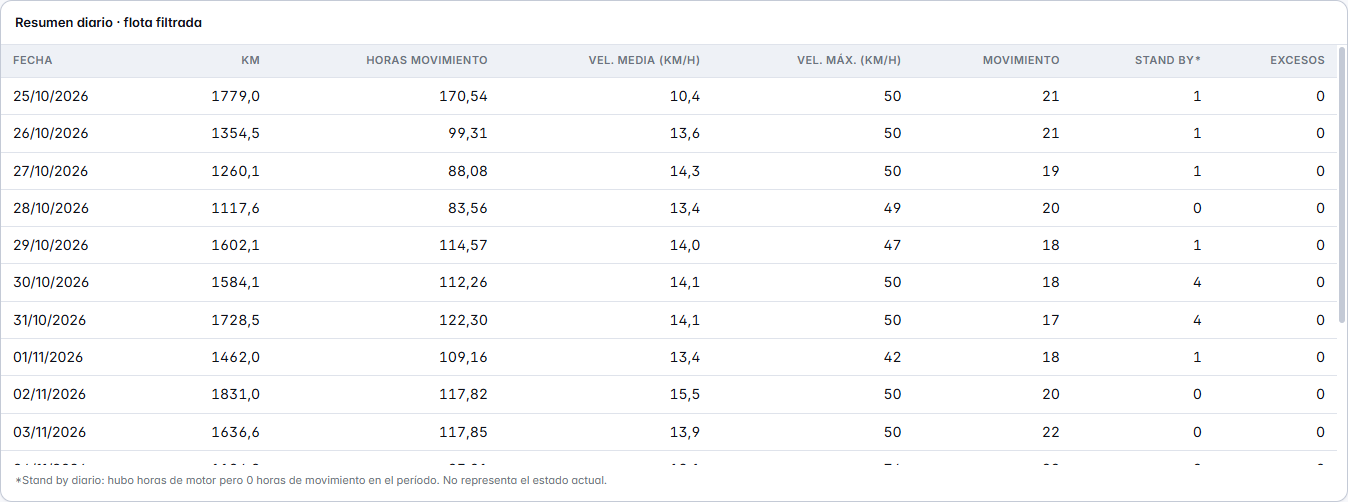 Resumen diario · flota filtrada
FECHA KM HORAS MOVIMIENTO VEL. MEDIA (KM/H) VEL. MÁX. (KM/H) MOVIMIENTO STAND BY* EXCESOS
25/10/2026 1779,0 170,54 10,4 50 21 1 0
26/10/2026 1354,5 99,31 13,6 50 21 1 0
27/10/2026 1260,1 88,08 14,3 50 19 1 0
28/10/2026 1117,6 83,56 13,4 49 20 0 0
29/10/2026 1602,1 114,57 14,0 47 18 1 0
30/10/2026 1584,1 112,26 14,1 50 18 4 0
31/10/2026 1728,5 122,30 14,1 50 17 4 0
01/11/2026 1462,0 109,16 13,4 42 18 1 0
02/11/2026 1831,0 117,82 15,5 50 20 0 0
03/11/2026 1636,6 117,85 13,9 50 22 0 0
*Stand by diario: hubo horas de motor pero 0 horas de movimiento en el período. No representa el estado actual.